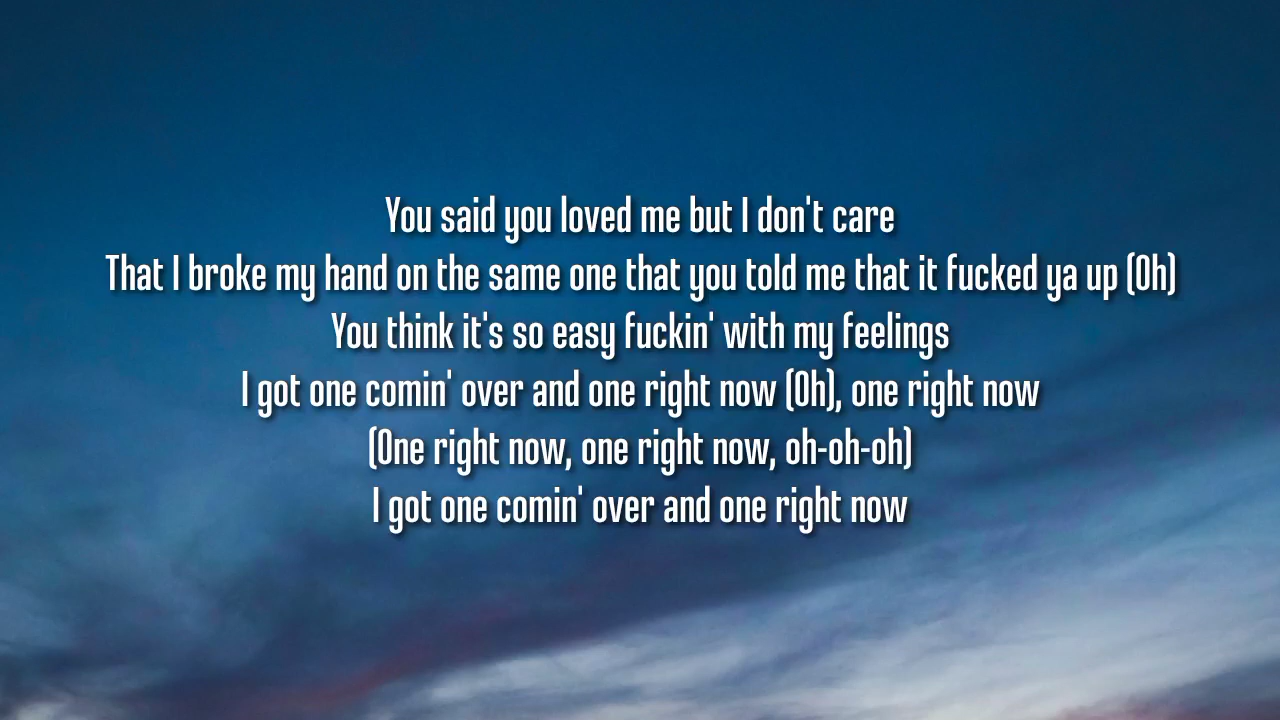 You said you loved me but I don't care
That I broke my hand on the same one that you told me that it fucked ya up (Oh)
You think it's so easy fuckin' with my feelings
I got one comin' over and one right now (Oh), one right now
(One right now, one right now, oh-oh-oh)
I got one comin' over and one right now